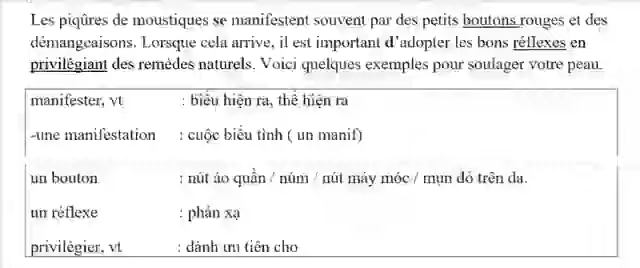 Les piqûres de moustiques se manifestent souvent par des petits boutons rouges et des
démangeaisons. Lorsque cela arrive, il est important d'adopter les bons réflexes en
privilégiant des remèdes naturels. Voici quelques exemples pour soulager votre peau.
manifester, vt : biểu hiện ra, thể hiện ra
-une manifestation : cuộc biểu tình ( un manif)
un bouton : nút áo quần / núm / nút máy móc / mụn đỏ trên da.
un réflexe : phản xạ
privilégier, vt : dành ưu tiên cho